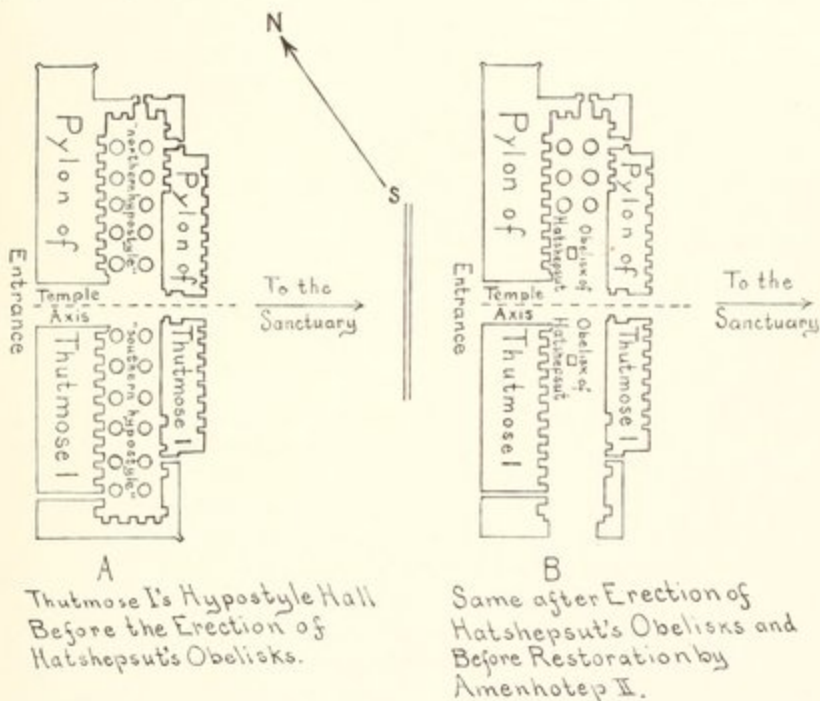 N
S
Pylon of
"northern hypostyle"
Pylon of
Entrance
Temple
Axis
To the
Sanctuary
Thutmose I
"southern hypostyle"
Thutmose I
Pylon of
Obelisk of
Hatshepsut
Pylon of
Entrance
Temple
Axis
To the
Sanctuary
Thutmose I
Obelisk of
Hatshepsut
Thutmose I
A
Thutmose I's Hypostyle Hall
Before the Erection of
Hatshepsut's Obelisks.
B
Same after Erection of
Hatshepsut's Obelisks and
Before Restoration by
Amenhotep II.